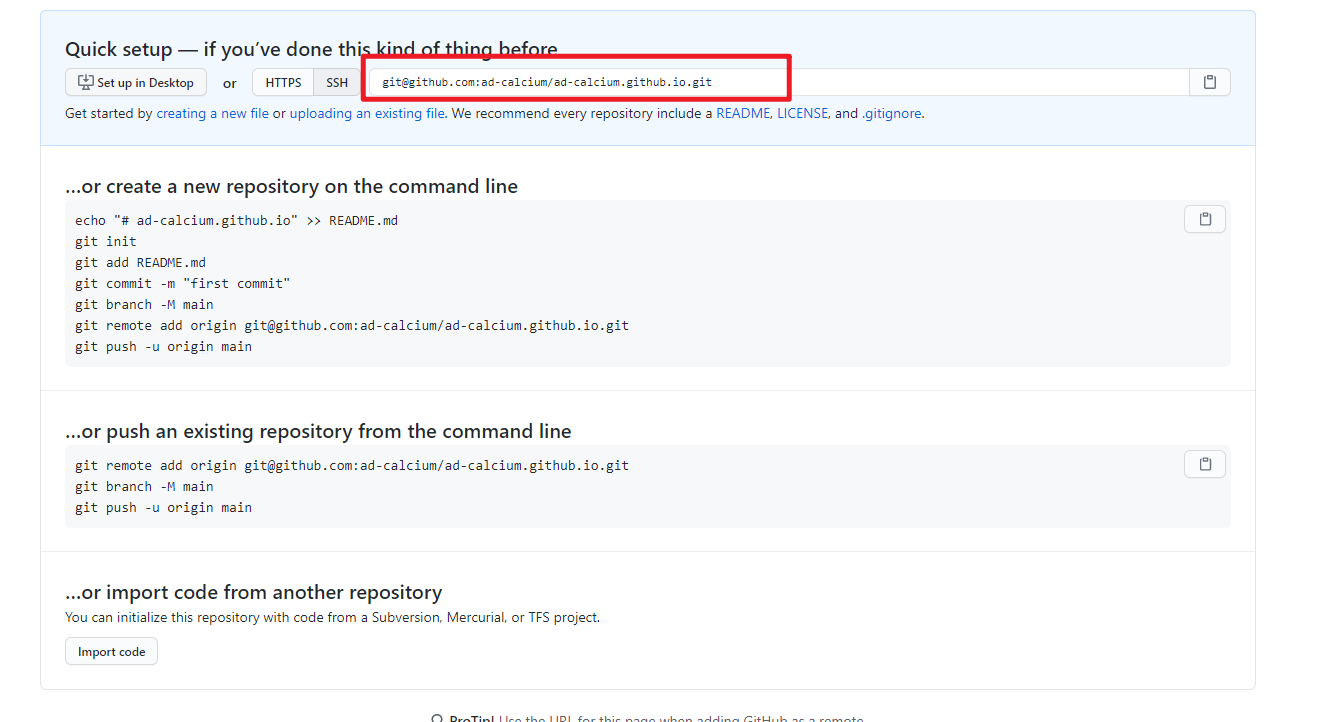 Quick setup — if you’ve done this kind of thing before
Set up in Desktop or HTTPS SSH git@github.com:ad-calcium/ad-calcium.github.io.git
Get started by creating a new file or uploading an existing file. We recommend every repository include a README, LICENSE, and .gitignore.
…or create a new repository on the command line
echo "# ad-calcium.github.io" >> README.md
git init
git add README.md
git commit -m "first commit"
git branch -M main
git remote add origin git@github.com:ad-calcium/ad-calcium.github.io.git
git push -u origin main
…or push an existing repository from the command line
git remote add origin git@github.com:ad-calcium/ad-calcium.github.io.git
git branch -M main
git push -u origin main
…or import code from another repository
You can initialize this repository with code from a Subversion, Mercurial, or TFS project.
Import code
ProTip! Use the URL for this page when adding GitHub as a remote.